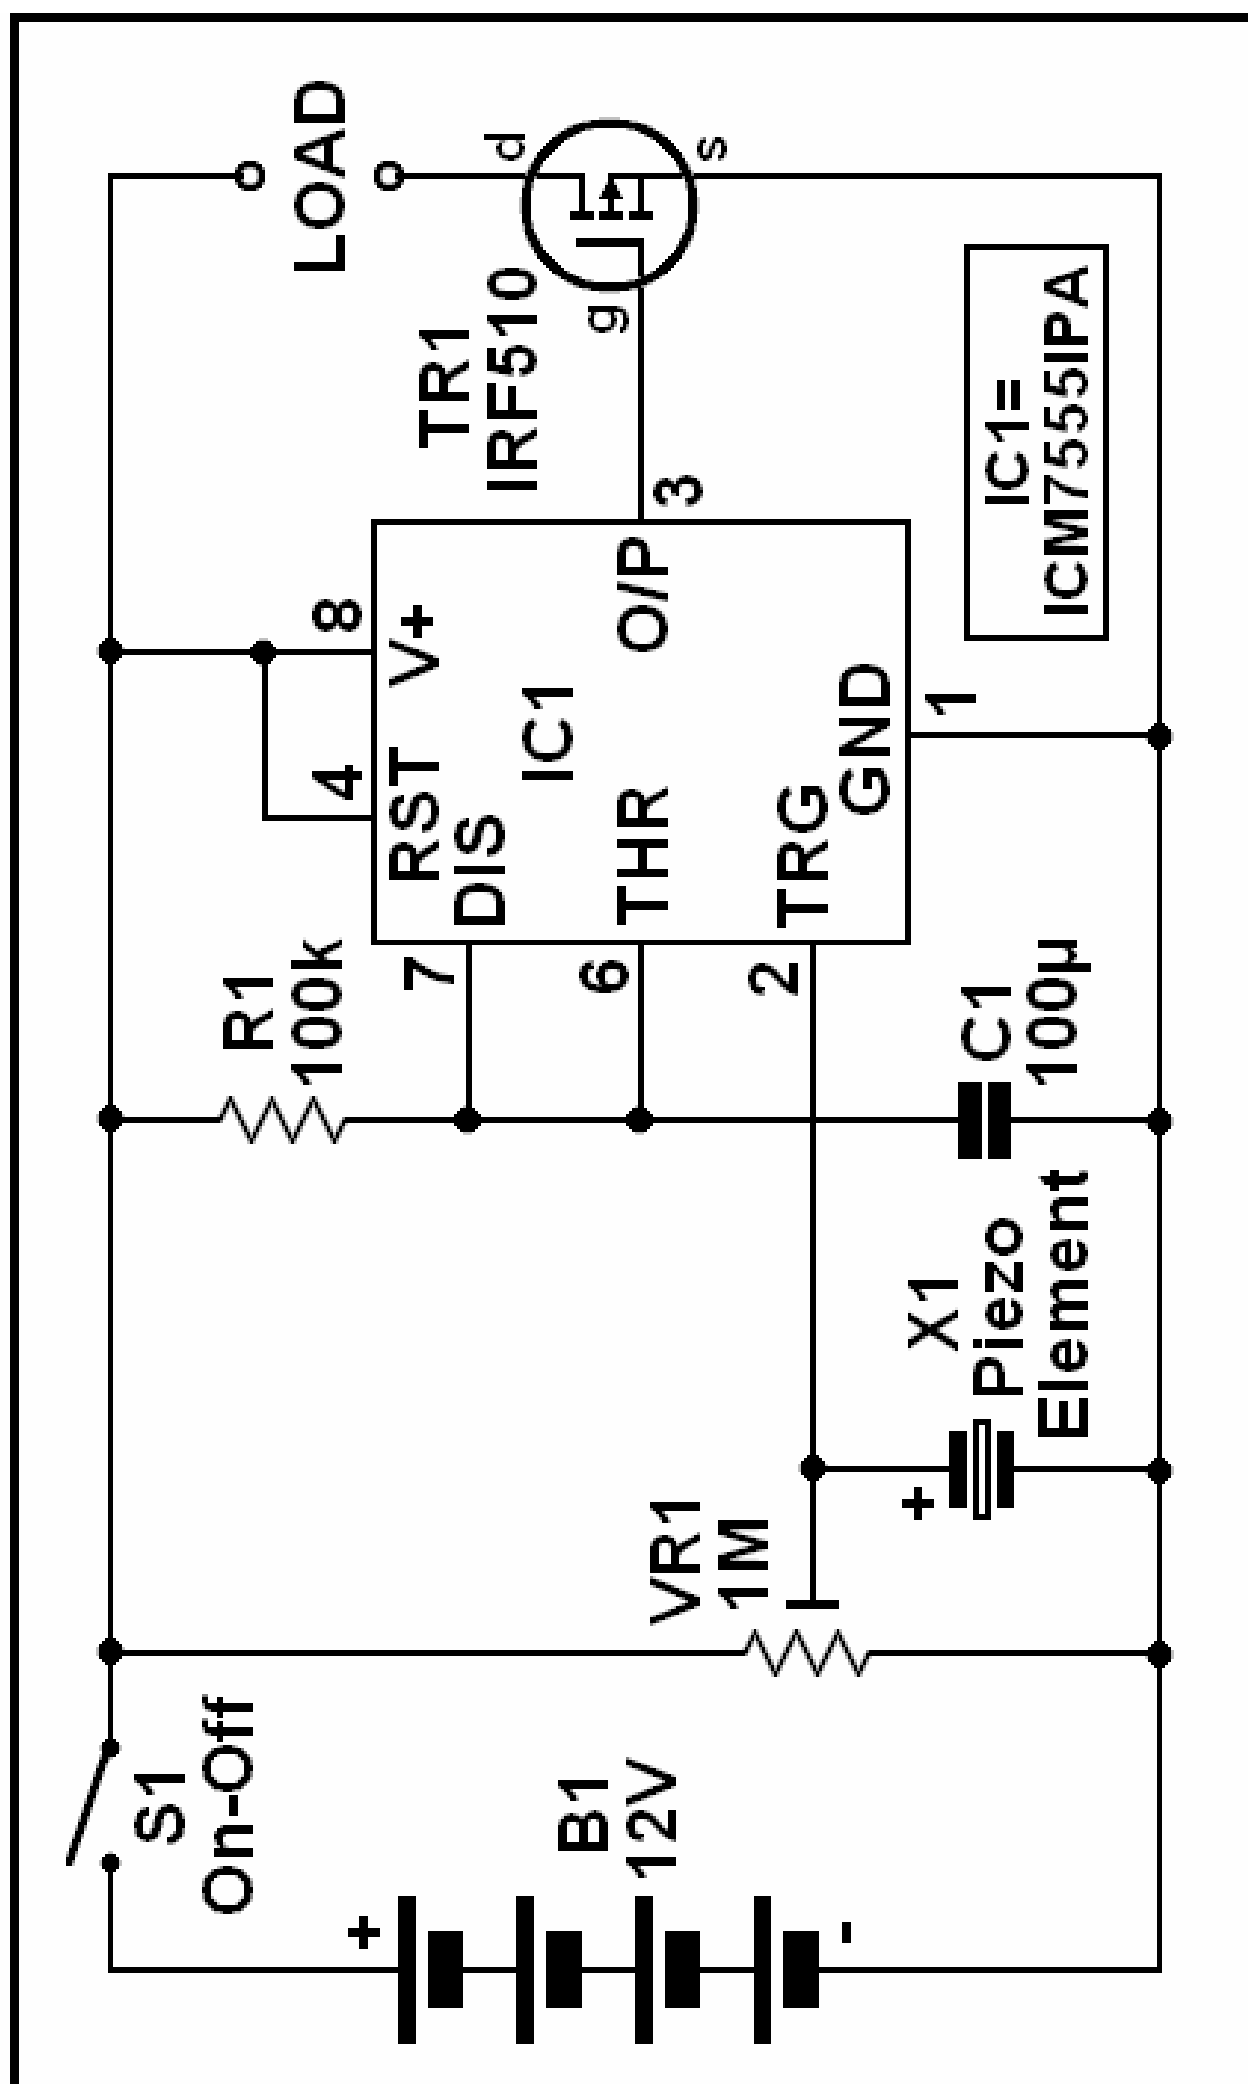 S1
On-Off
+
B1
12V
-
VR1
1M
+
X1
Piezo
Element
R1
100k
C1
100µ
7
6
2
4
8
RST
V+
DIS
IC1
THR
O/P
TRG
GND
3
1
TR1
IRF510
g
d
s
LOAD
IC1=
ICM7555IPA